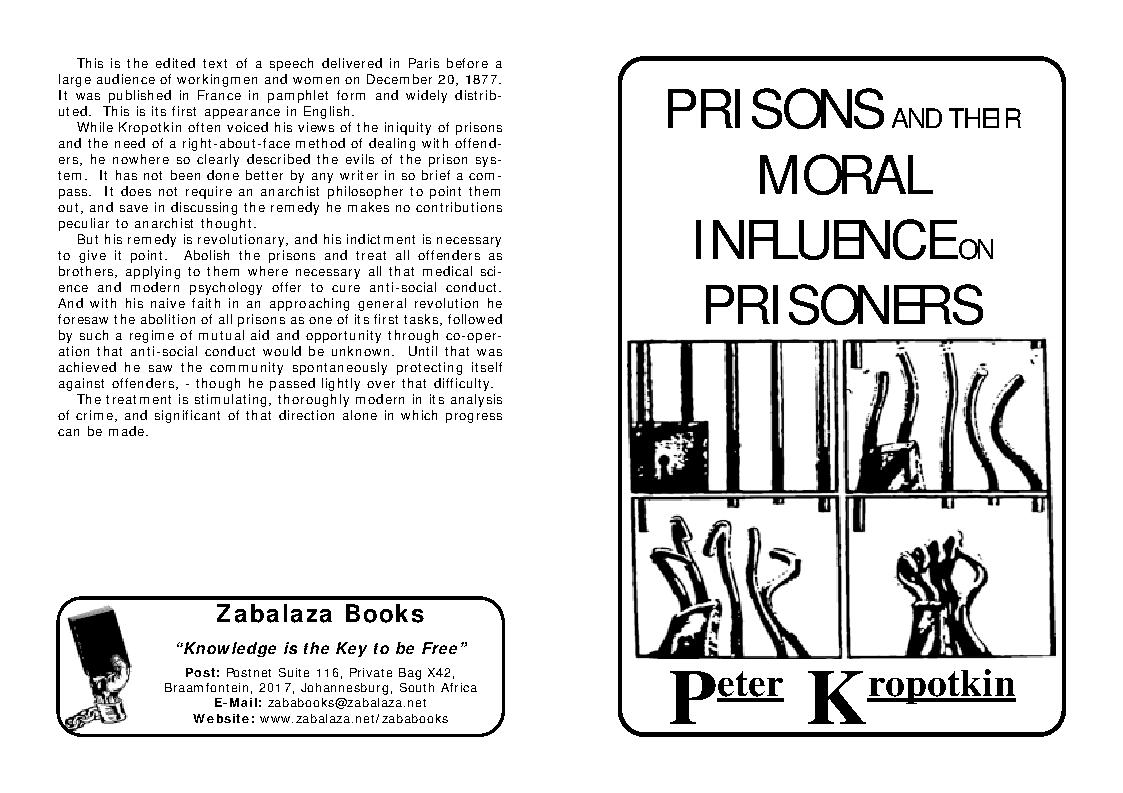 This is the edited text of a speech delivered in Paris before a
large audience of workingmen and women on December 20, 1877.
It was published in France in pamphlet form and widely distrib-
uted. This is its first appearance in English.
While Kropotkin often voiced his views of the iniquity of prisons
and the need of a right-about-face method of dealing with offend-
ers, he nowhere so clearly described the evils of the prison sys-
tem. It has not been done better by any writer in so brief a com-
pass. It does not require an anarchist philosopher to point them
out, and save in discussing the remedy he makes no contributions
peculiar to anarchist thought.
But his remedy is revolutionary, and his indictment is necessary
to give it point. Abolish the prisons and treat all offenders as
brothers, applying to them where necessary all that medical sci-
ence and modern psychology offer to cure anti-social conduct.
And with his naive faith in an approaching general revolution he
foresaw the abolition of all prisons as one of its first tasks, followed
by such a regime of mutual aid and opportunity through co-oper-
ation that anti-social conduct would be unknown. Until that was
achieved he saw the community spontaneously protecting itself
against offenders, - though he passed lightly over that difficulty.
The treatment is stimulating, thoroughly modern in its analysis
of crime, and significant of that direction alone in which progress
can be made.
Zabalaza Books
“Knowledge is the Key to be Free”
Post: Postnet Suite 116, Private Bag X42,
Braamfontein, 2017, Johannesburg, South Africa
E-Mail: zababooks@zabalaza.net
Website: www.zabalaza.net/zababooks
PRISONS AND THEIR
MORAL
INFLUENCE ON
PRISONERS
Peter Kropotkin